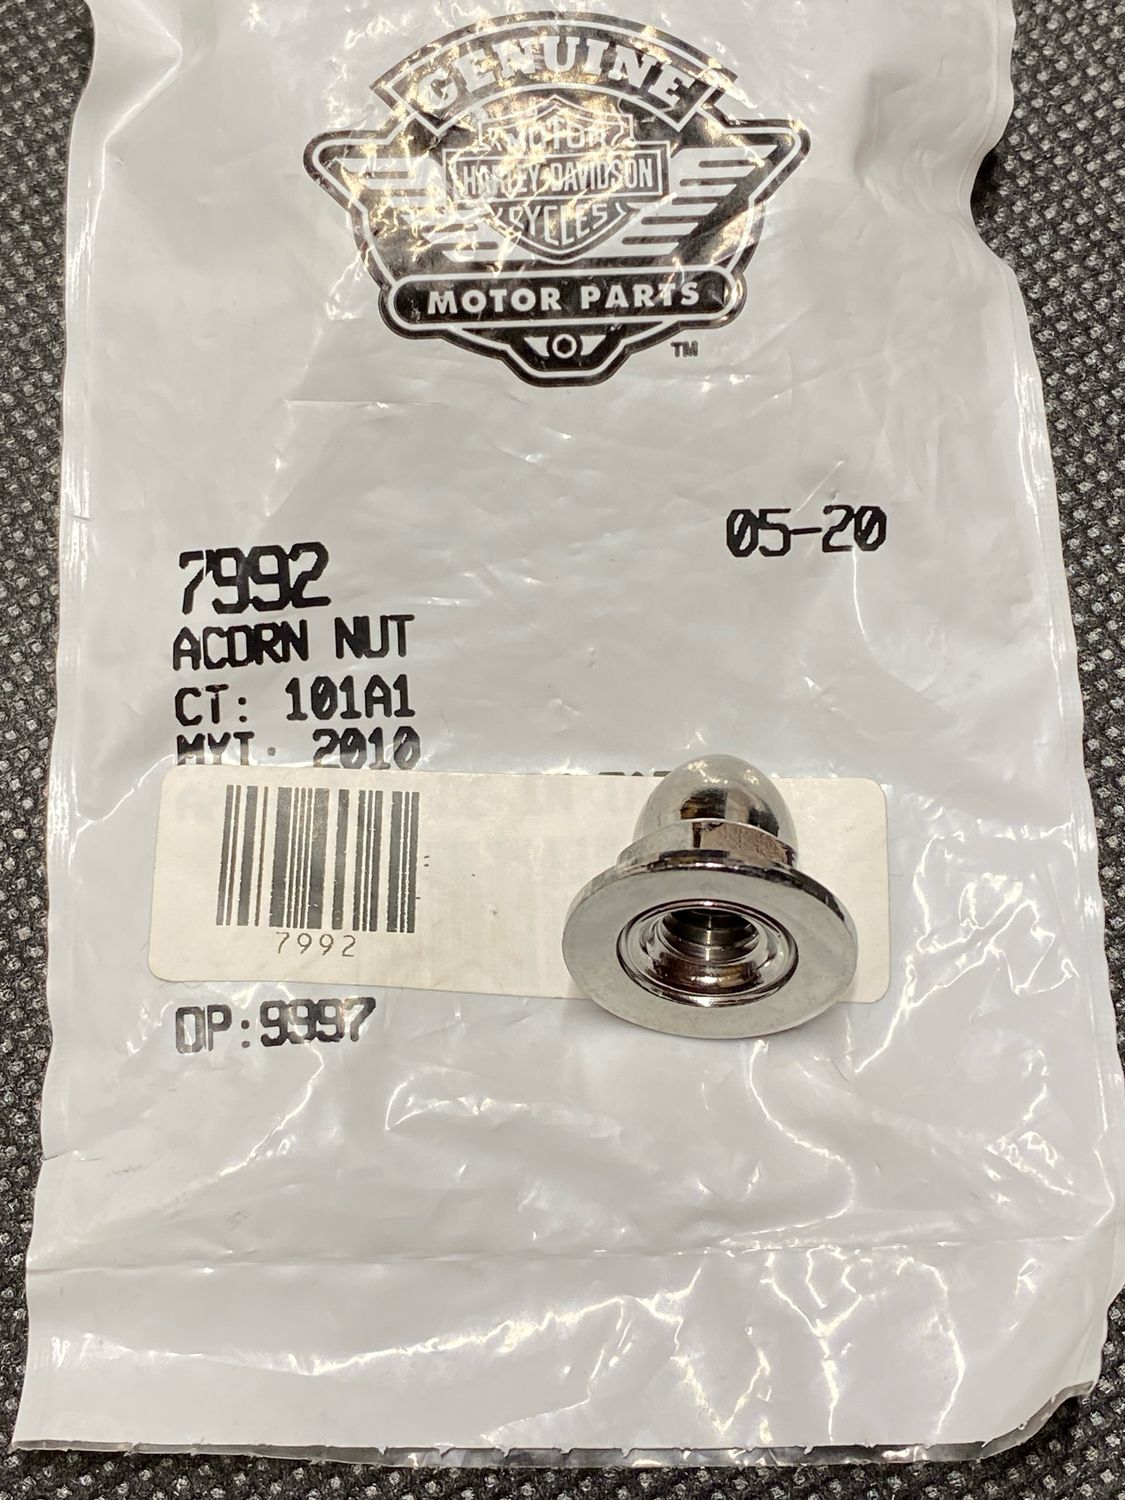 GENUINE
MOTOR
HARLEY-DAVIDSON
CYCLES
MOTOR PARTS
TM
05-20
7992
ACORN NUT
CT: 101A1
MYI: 2010
7992
OP:9997